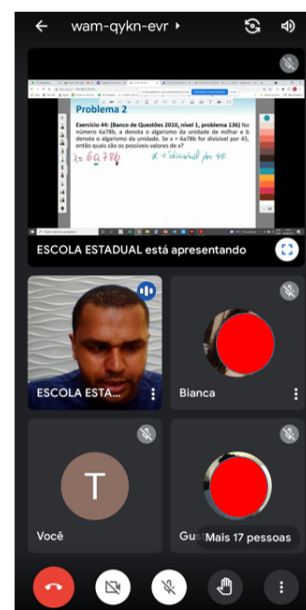 wam-qykn-evr
Problema 2
Exercício 44: (Banco de Questões 2010, nível 1, problema 136) No
número 6a78b, a denota o algarismo da unidade de milhar e b
denota o algarismo da unidade. Se x = 6a78b for divisível por 45,
então quais são os possíveis valores de x?
x = 6a78b x é divisível por 45
ESCOLA ESTADUAL está apresentando
ESCOLA ESTA...
Bianca
T
Você
Gus
Mais 17 pessoas